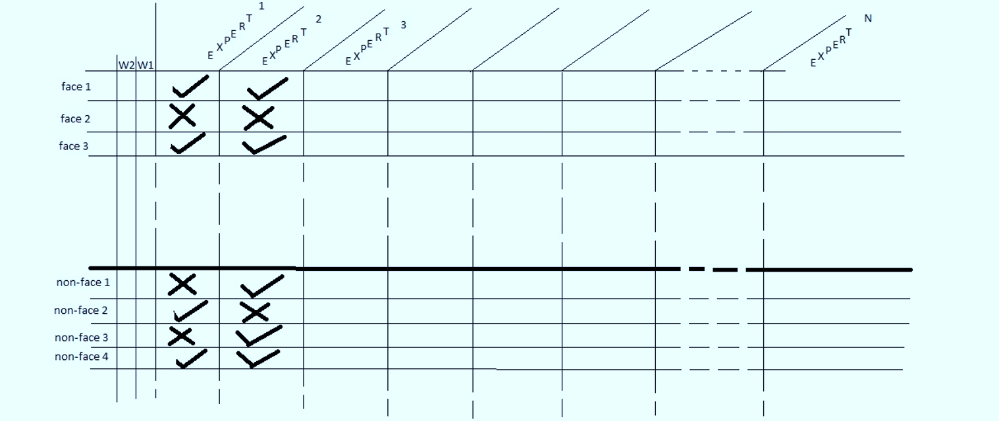 EXPERT 1
EXPERT 2
EXPERT 3
EXPERT N
W2 W1
face 1
face 2
face 3
non-face 1
non-face 2
non-face 3
non-face 4